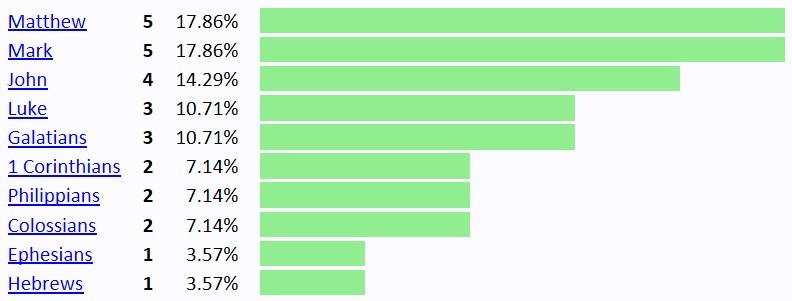 Matthew 5 17.86%
Mark 5 17.86%
John 4 14.29%
Luke 3 10.71%
Galatians 3 10.71%
1 Corinthians 2 7.14%
Philippians 2 7.14%
Colossians 2 7.14%
Ephesians 1 3.57%
Hebrews 1 3.57%